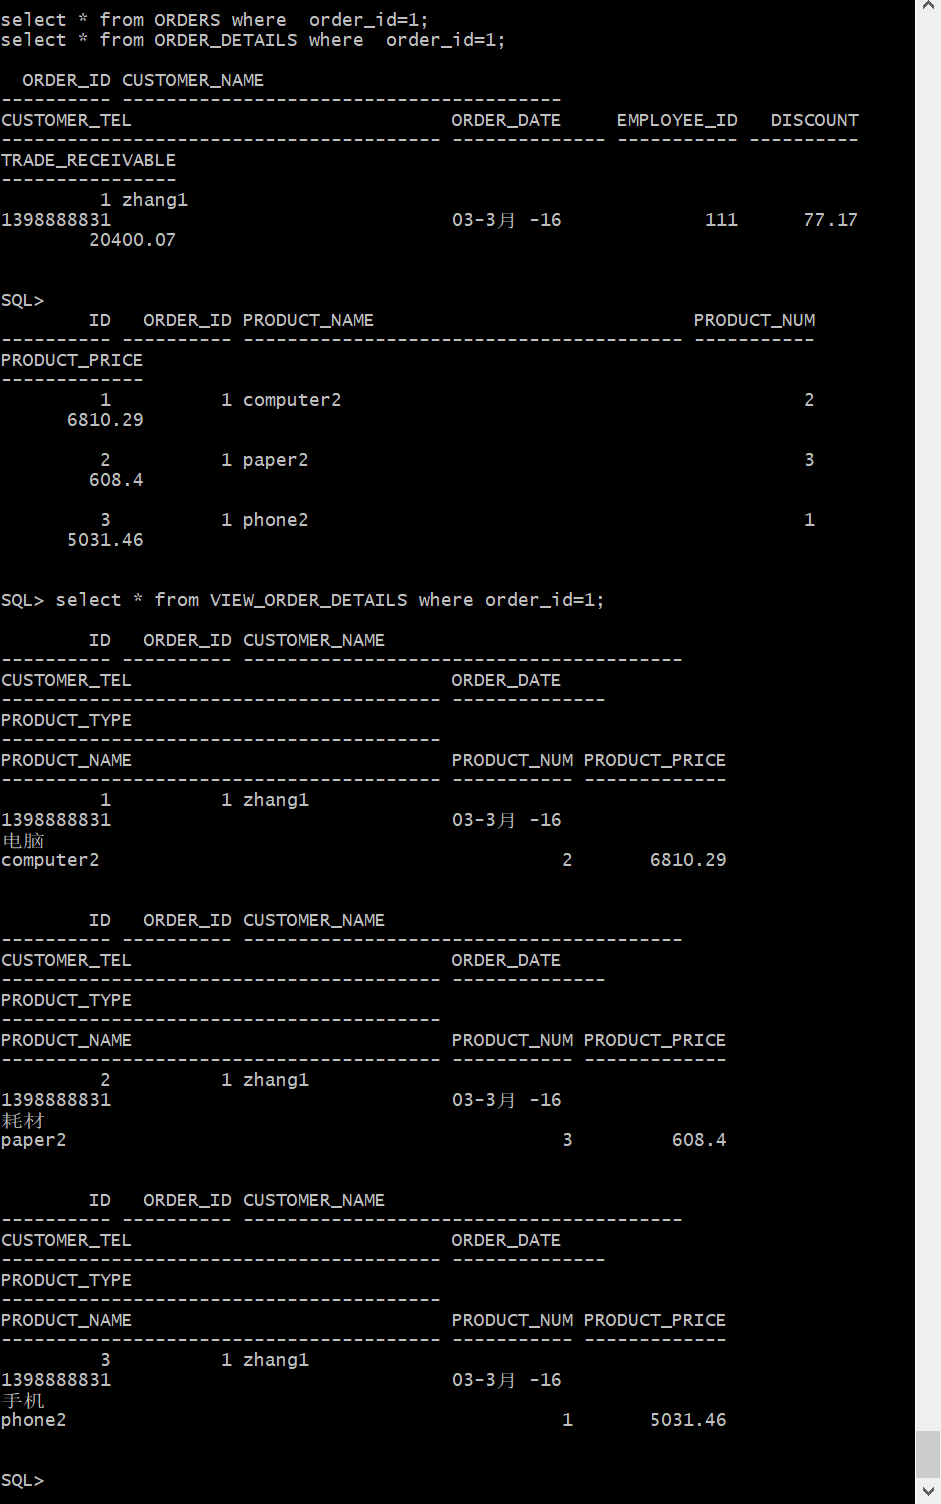 select * from ORDERS where  order_id=1;
select * from ORDER_DETAILS where  order_id=1;

  ORDER_ID CUSTOMER_NAME
---------- ----------------------------------------
CUSTOMER_TEL                             ORDER_DATE     EMPLOYEE_ID   DISCOUNT
---------------------------------------- -------------- ----------- ----------
TRADE_RECEIVABLE
----------------
         1 zhang1
1398888831                               03-3月 -16             111      77.17
        20400.07


SQL>
        ID   ORDER_ID PRODUCT_NAME                             PRODUCT_NUM
---------- ---------- ---------------------------------------- -----------
PRODUCT_PRICE
-------------
         1          1 computer2                                          2
      6810.29

         2          1 paper2                                             3
        608.4

         3          1 phone2                                             1
      5031.46


SQL> select * from VIEW_ORDER_DETAILS where order_id=1;

        ID   ORDER_ID CUSTOMER_NAME
---------- ---------- ----------------------------------------
CUSTOMER_TEL                             ORDER_DATE
---------------------------------------- --------------
PRODUCT_TYPE
----------------------------------------
PRODUCT_NAME                             PRODUCT_NUM PRODUCT_PRICE
---------------------------------------- ----------- -------------
         1          1 zhang1
1398888831                               03-3月 -16
电脑
computer2                                          2       6810.29


        ID   ORDER_ID CUSTOMER_NAME
---------- ---------- ----------------------------------------
CUSTOMER_TEL                             ORDER_DATE
---------------------------------------- --------------
PRODUCT_TYPE
----------------------------------------
PRODUCT_NAME                             PRODUCT_NUM PRODUCT_PRICE
---------------------------------------- ----------- -------------
         2          1 zhang1
1398888831                               03-3月 -16
耗材
paper2                                             3         608.4


        ID   ORDER_ID CUSTOMER_NAME
---------- ---------- ----------------------------------------
CUSTOMER_TEL                             ORDER_DATE
---------------------------------------- --------------
PRODUCT_TYPE
----------------------------------------
PRODUCT_NAME                             PRODUCT_NUM PRODUCT_PRICE
---------------------------------------- ----------- -------------
         3          1 zhang1
1398888831                               03-3月 -16
手机
phone2                                             1       5031.46


SQL>